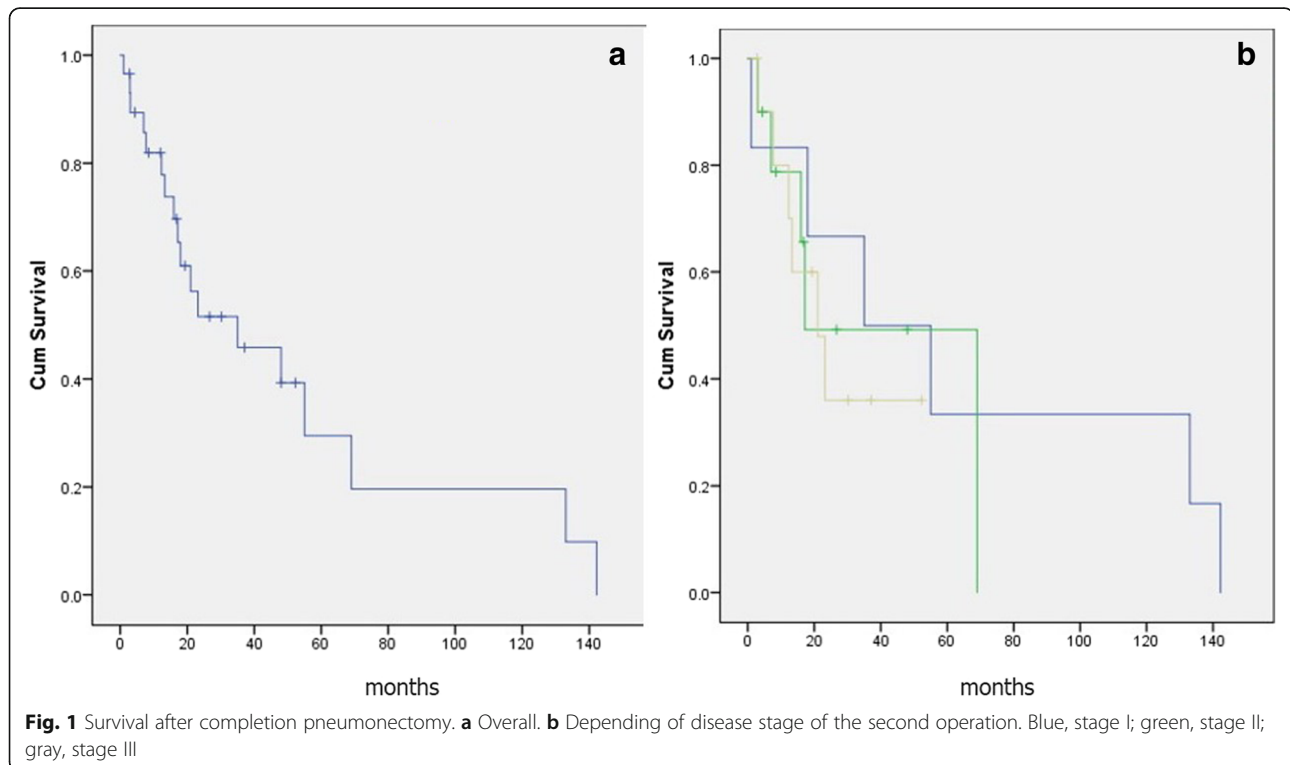 a
1.0
0.8
0.6
0.4
0.2
0.0
Cum Survival
0 20 40 60 80 100 120 140
months
b
1.0
0.8
0.6
0.4
0.2
0.0
Cum Survival
0 20 40 60 80 100 120 140
months
Fig. 1 Survival after completion pneumonectomy. a Overall. b Depending of disease stage of the second operation. Blue, stage I; green, stage II;
gray, stage III